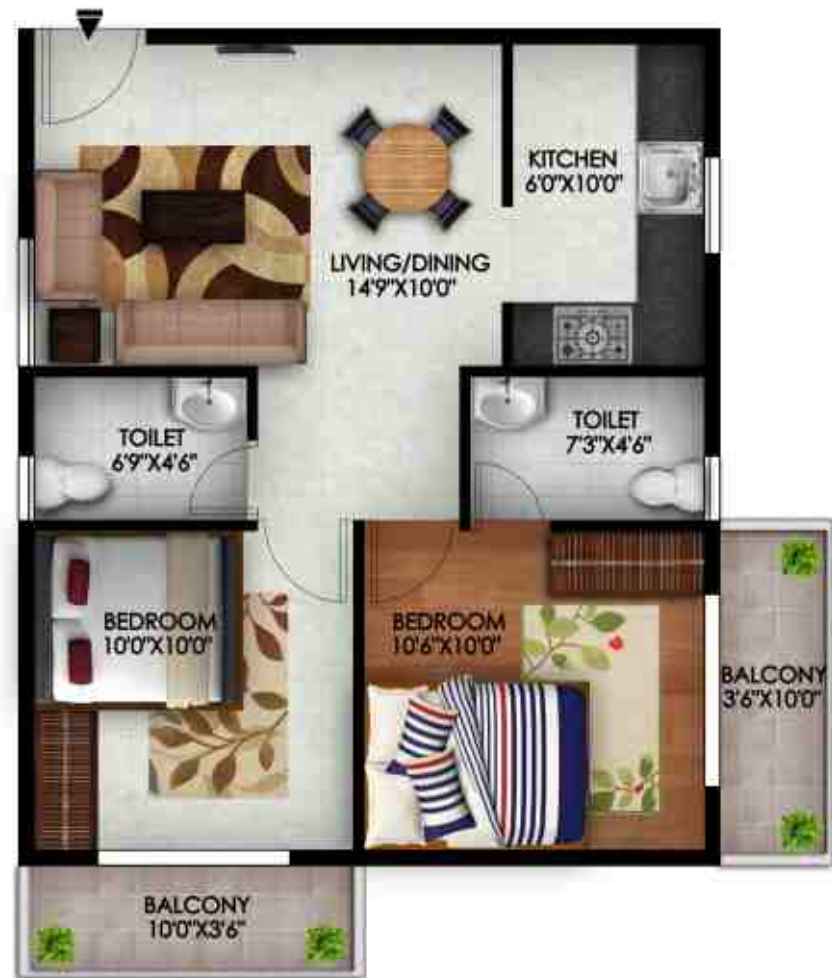 KITCHEN
6'0"X10'0"
LIVING/DINING
14'9"X10'0"
TOILET
6'9"X4'6"
TOILET
7'3"X4'6"
BEDROOM
10'0"X10'0"
BEDROOM
10'6"X10'0"
BALCONY
3'6"X10'0"
BALCONY
10'0"X3'6"